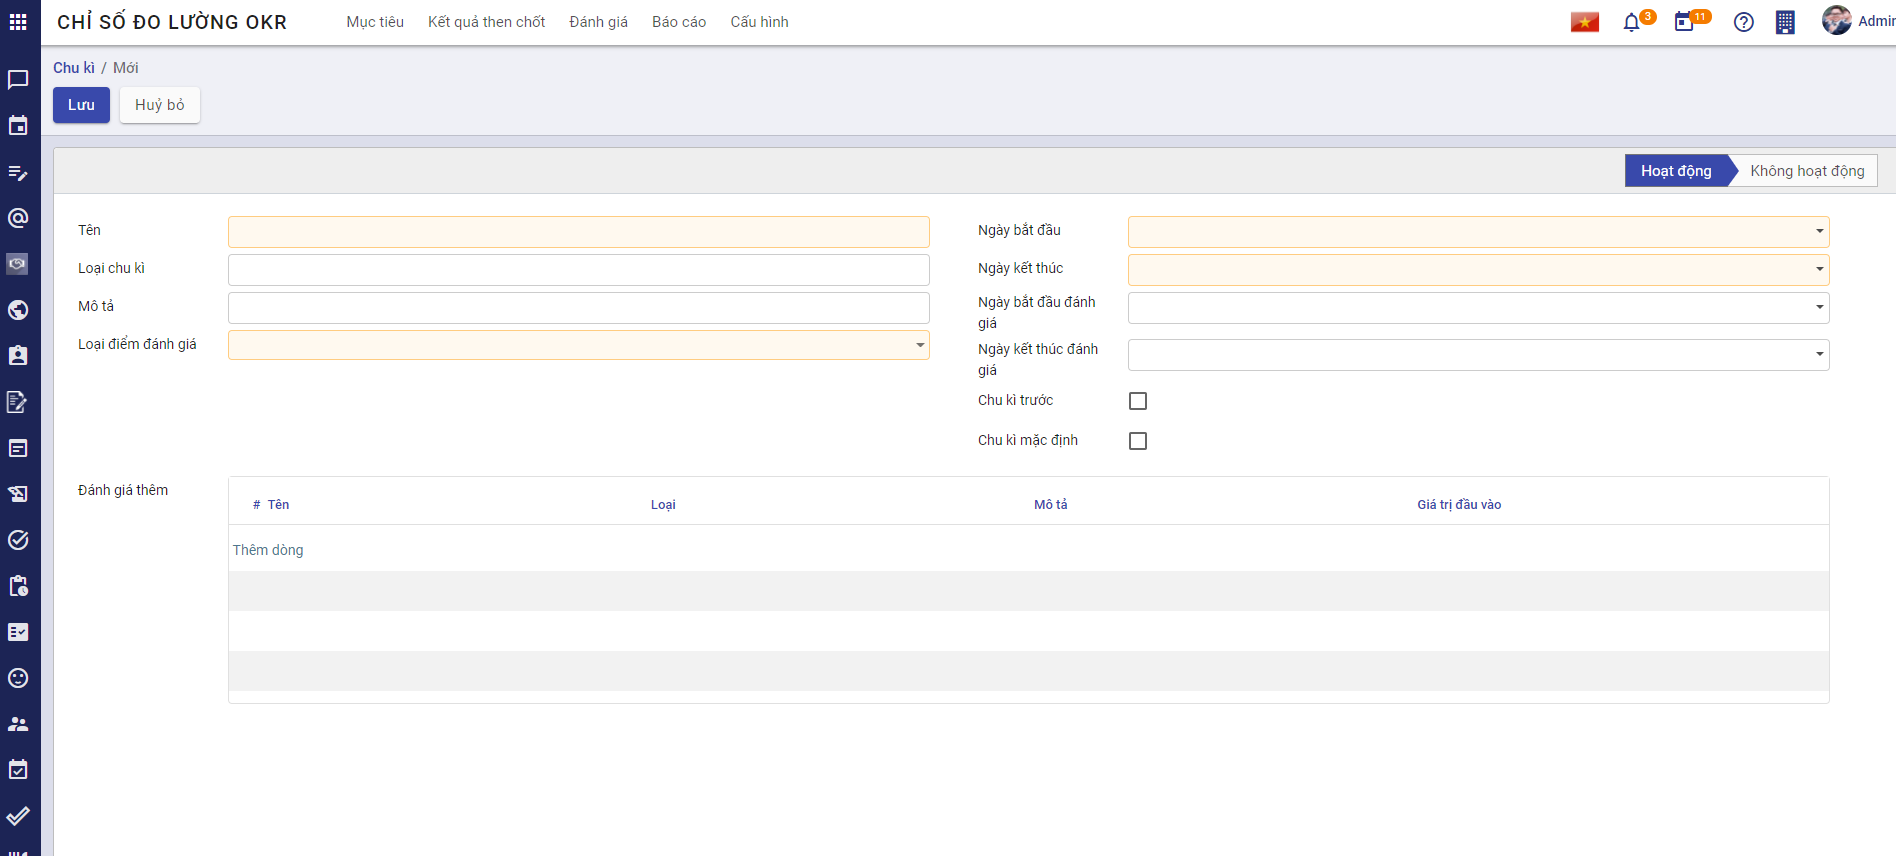 CHỈ SỐ ĐO LƯỜNG OKR Mục tiêu Kết quả then chốt Đánh giá Báo cáo Cấu hình 3 11 Admin
Chu kì / Mới
Lưu Huỷ bỏ
Hoạt động Không hoạt động
Tên
Loại chu kì
Mô tả
Loại điểm đánh giá
Ngày bắt đầu
Ngày kết thúc
Ngày bắt đầu đánh
giá
Ngày kết thúc đánh
giá
Chu kì trước
Chu kì mặc định
Đánh giá thêm
# Tên Loại Mô tả Giá trị đầu vào
Thêm dòng